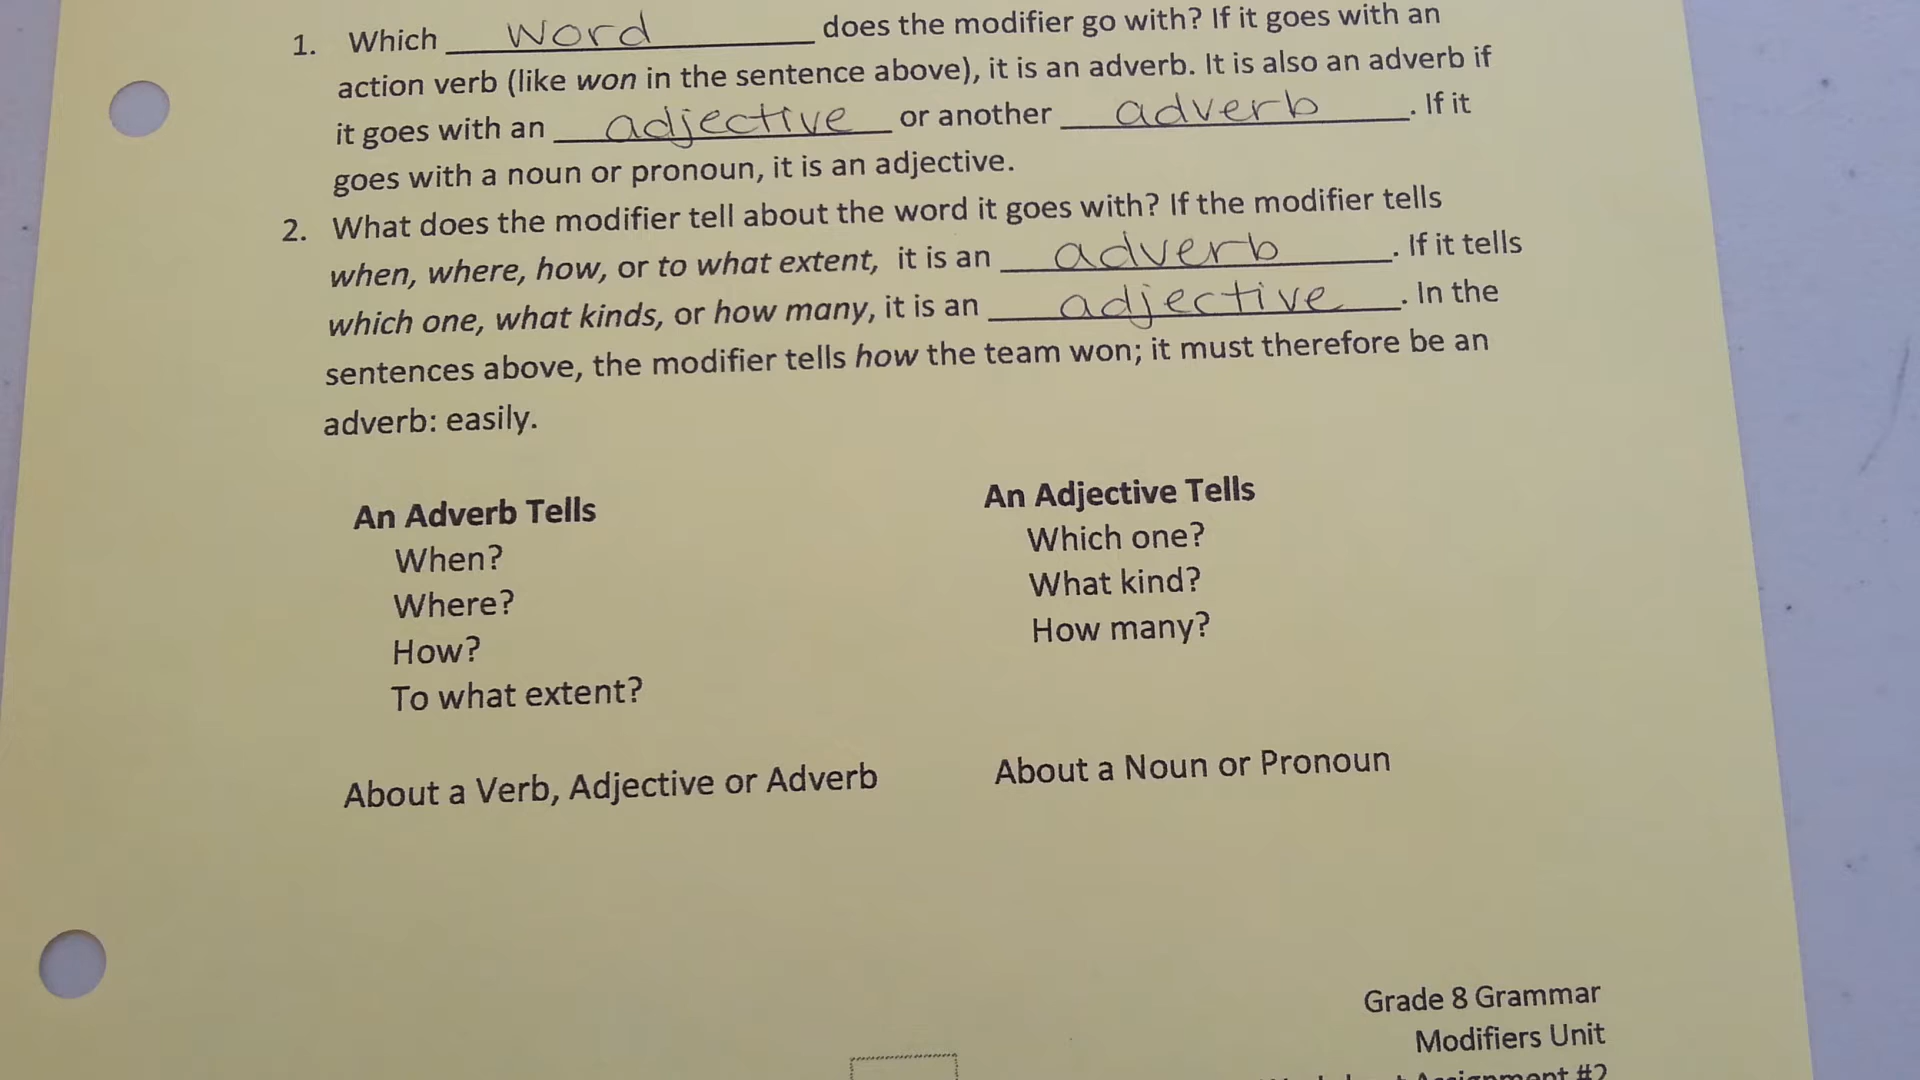 1. Which word does the modifier go with? If it goes with an
action verb (like won in the sentence above), it is an adverb. It is also an adverb if
it goes with an adjective or another adverb. If it
goes with a noun or pronoun, it is an adjective.
2. What does the modifier tell about the word it goes with? If the modifier tells
when, where, how, or to what extent, it is an adverb. If it tells
which one, what kinds, or how many, it is an adjective. In the
sentences above, the modifier tells how the team won; it must therefore be an
adverb: easily.
An Adverb Tells
When?
Where?
How?
To what extent?
About a Verb, Adjective or Adverb
An Adjective Tells
Which one?
What kind?
How many?
About a Noun or Pronoun
Grade 8 Grammar
Modifiers Unit
Assignment #2